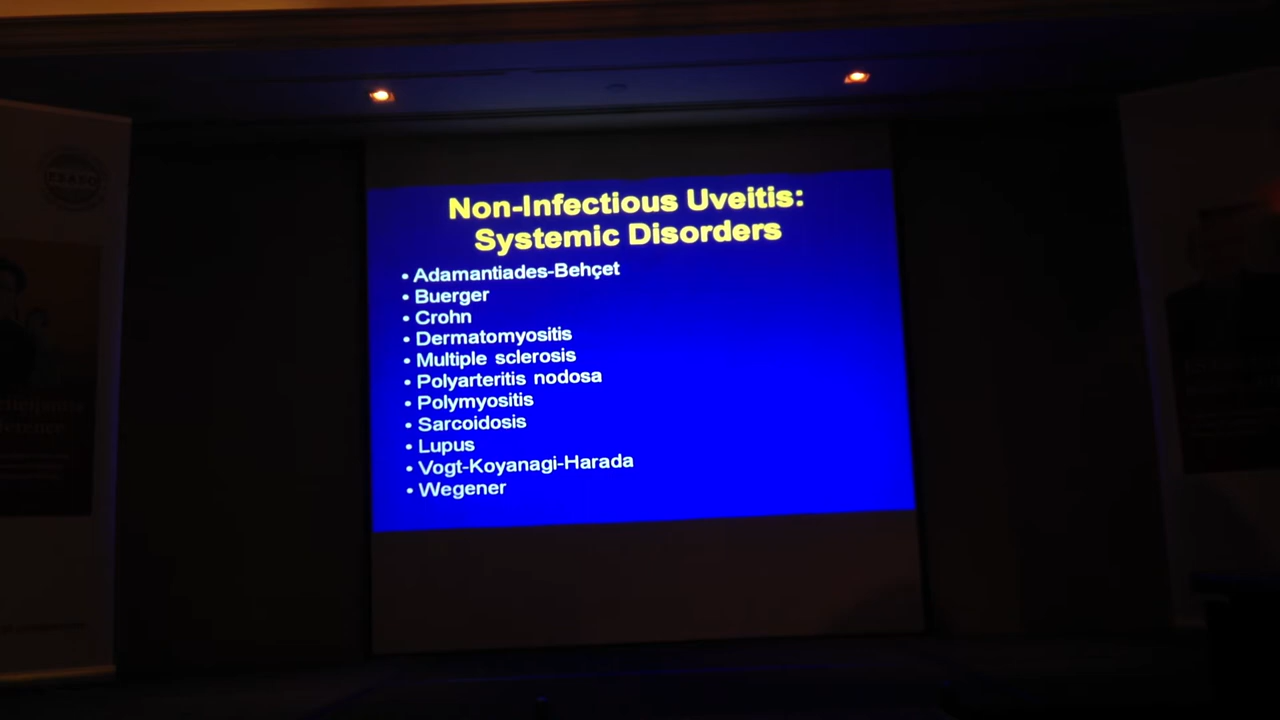 Non-Infectious Uveitis:
Systemic Disorders
• Adamantiades-Behçet
• Buerger
• Crohn
• Dermatomyositis
• Multiple sclerosis
• Polyarteritis nodosa
• Polymyositis
• Sarcoidosis
• Lupus
• Vogt-Koyanagi-Harada
• Wegener